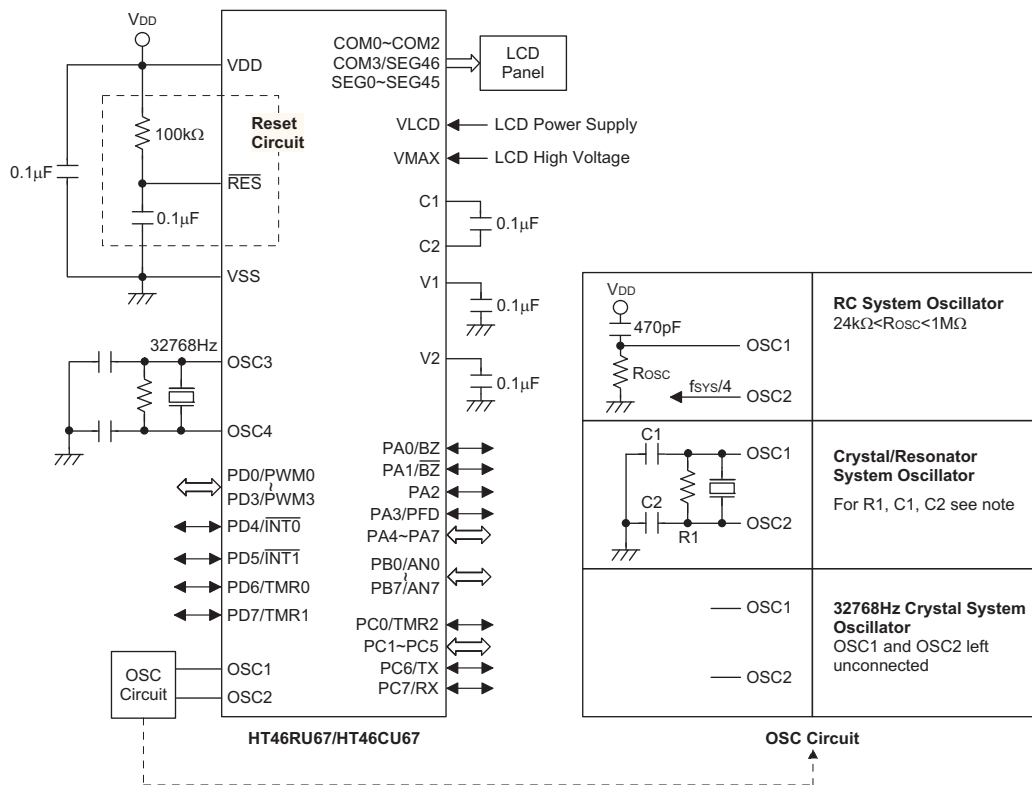 VDD
VDD
100kΩ
Reset
Circuit
0.1μF
RES
0.1μF
VSS
32768Hz
OSC3
OSC4
PD0/PWM0
~
PD3/PWM3
PD4/INT0
PD5/INT1
PD6/TMR0
PD7/TMR1
OSC
Circuit
OSC1
OSC2
COM0~COM2
COM3/SEG46
SEG0~SEG45
LCD
Panel
VLCD
LCD Power Supply
VMAX
LCD High Voltage
C1
0.1μF
C2
V1
0.1μF
V2
0.1μF
PA0/BZ
PA1/BZ
PA2
PA3/PFD
PA4~PA7
PB0/AN0
~
PB7/AN7
PC0/TMR2
PC1~PC5
PC6/TX
PC7/RX
HT46RU67/HT46CU67
VDD
470pF
OSC1
ROSC
fSYS/4
OSC2
RC System Oscillator
24kΩ<ROSC<1MΩ
C1
OSC1
C2
R1
OSC2
Crystal/Resonator
System Oscillator
For R1, C1, C2 see note
OSC1
OSC2
32768Hz Crystal System
Oscillator
OSC1 and OSC2 left
unconnected
OSC Circuit